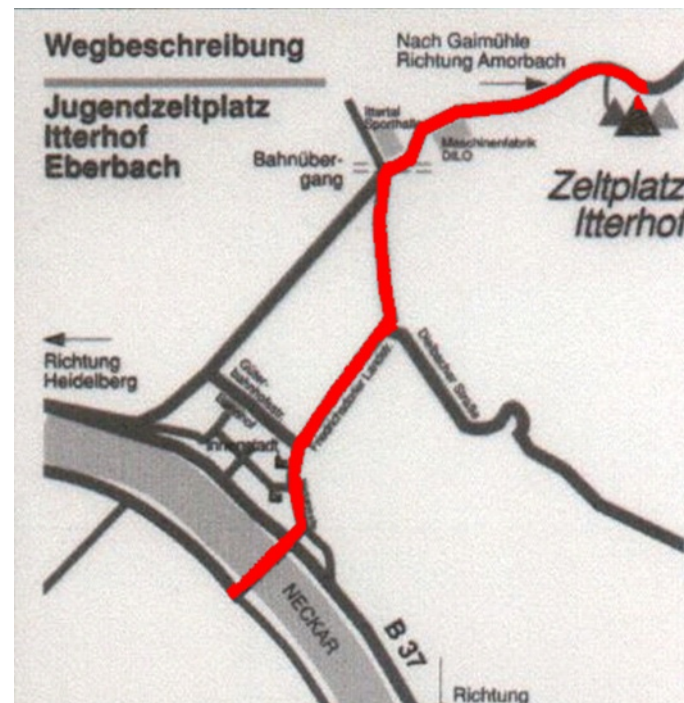 Wegbeschreibung
Jugendzeltplatz
Itterhof
Eberbach
Nach Gaimühle
Richtung Amorbach
Ittertal
Sporthalle
Maschinenfabrik
DILO
Bahnüber-
gang
Zeltplatz
Itterhof
Richtung
Heidelberg
Güter-
bahnhofstr.
Bahnhof
Innenstadt
Friedrichsdorfer Landstr.
Dielbacher Straße
NECKAR
B 37
Richtung